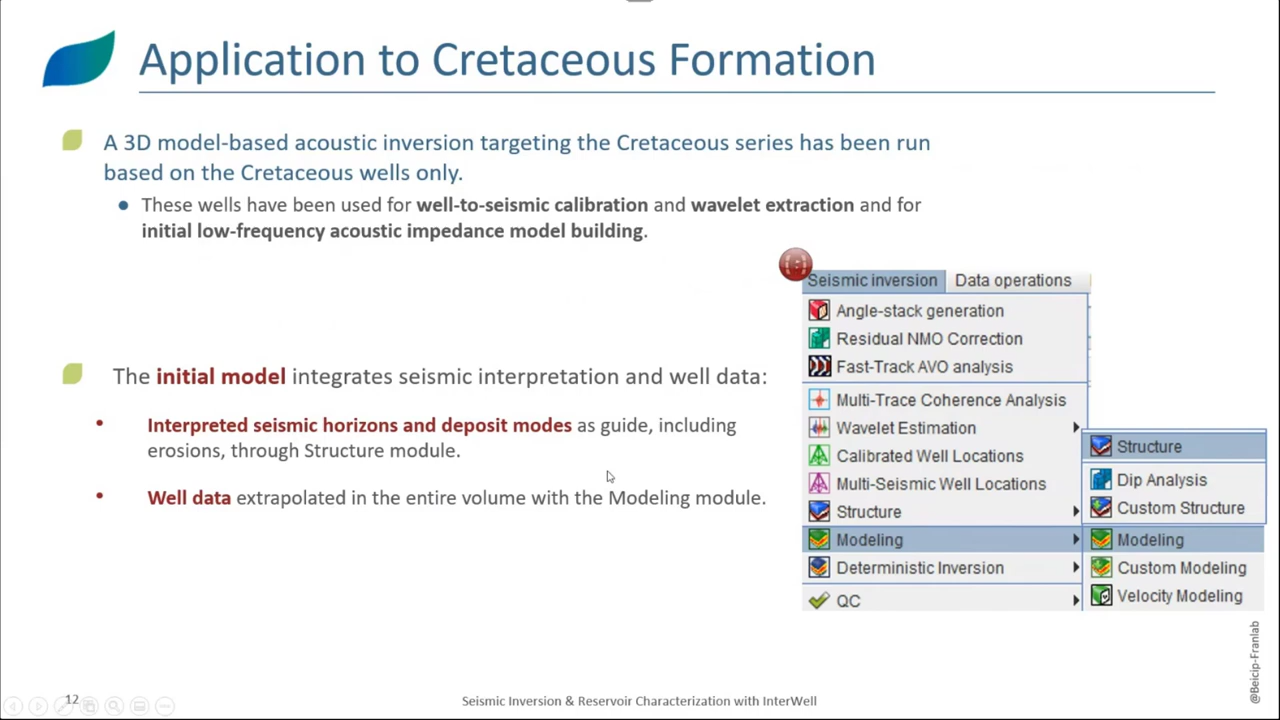 Application to Cretaceous Formation
A 3D model-based acoustic inversion targeting the Cretaceous series has been run
based on the Cretaceous wells only.
These wells have been used for well-to-seismic calibration and wavelet extraction and for
initial low-frequency acoustic impedance model building.
The initial model integrates seismic interpretation and well data:
Interpreted seismic horizons and deposit modes as guide, including
erosions, through Structure module.
Well data extrapolated in the entire volume with the Modeling module.
Seismic inversion Data operations
Angle-stack generation
Residual NMO Correction
Fast-Track AVO analysis
Multi-Trace Coherence Analysis
Wavelet Estimation
Calibrated Well Locations
Multi-Seismic Well Locations
Structure
Modeling
Deterministic Inversion
QC
Structure
Dip Analysis
Custom Structure
Modeling
Custom Modeling
Velocity Modeling
@Beicip-Franlab
12
Seismic Inversion & Reservoir Characterization with InterWell